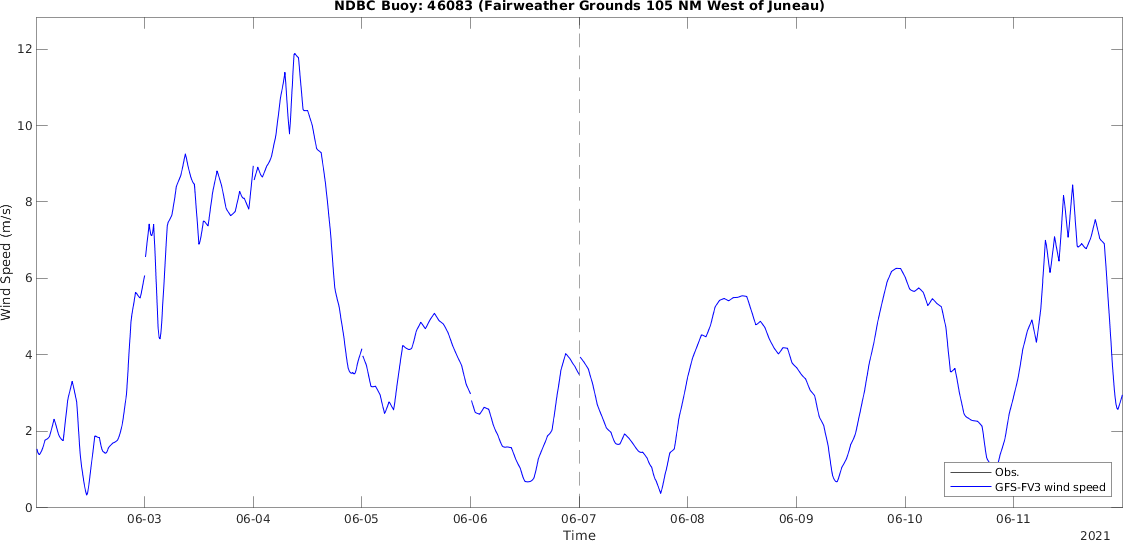 NDBC Buoy: 46083 (Fairweather Grounds 105 NM West of Juneau)
12
10
8
6
4
2
0
Wind Speed (m/s)
06-03 06-04 06-05 06-06 06-07 06-08 06-09 06-10 06-11
Time
2021
Obs.
GFS-FV3 wind speed